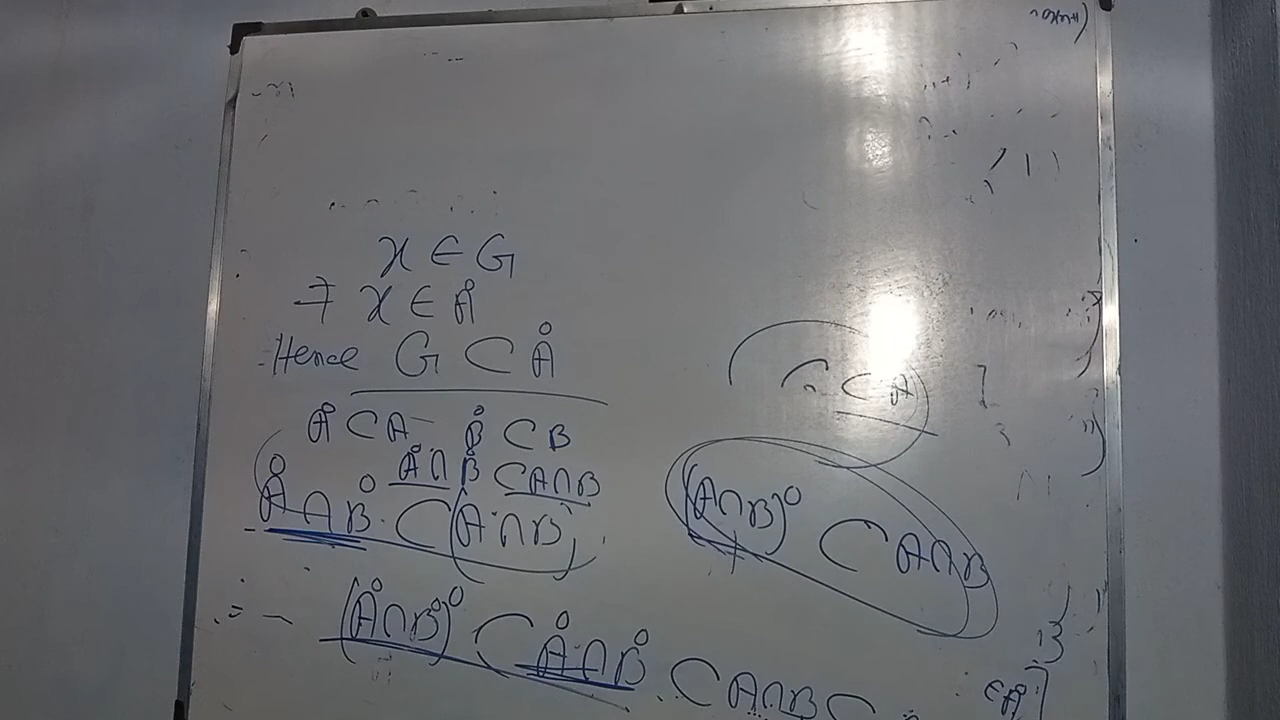 x ∈ G
⇒ x ∈ Å
Hence G ⊂ Å
Å ⊂ A B̊ ⊂ B
Å ∩ B̊ ⊂ A∩B
Å ∩ B̊ ⊂ (A∩B)
(A∩B)° ⊂ A∩B
∴ (Å∩B̊)° ⊂ Å∩B̊ ⊂ A∩B ⊂
⊂ A